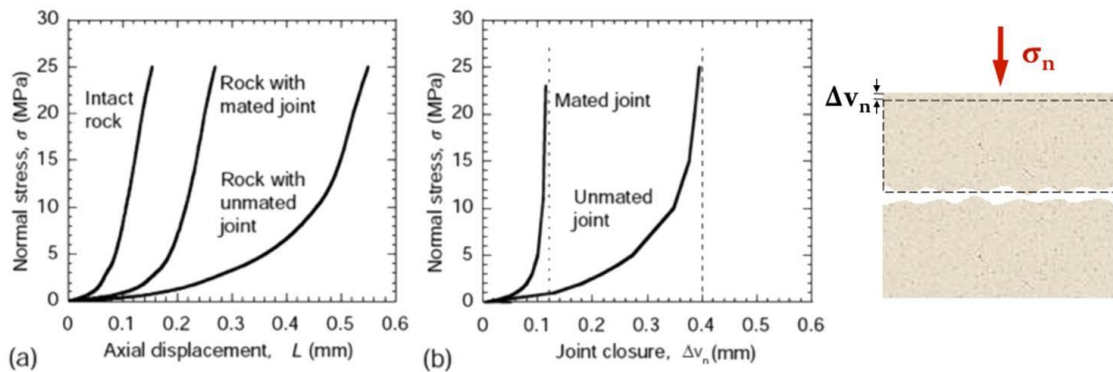 30
25
20
15
10
5
0
Normal stress, σ (MPa)
Intact
rock
Rock with
mated joint
Rock with
unmated
joint
0 0.1 0.2 0.3 0.4 0.5 0.6
(a) Axial displacement, L (mm)
30
25
20
15
10
5
0
Normal stress, σ (MPa)
Mated joint
Unmated
joint
0 0.1 0.2 0.3 0.4 0.5 0.6
(b) Joint closure, Δvₙ(mm)
σₙ
Δvₙ